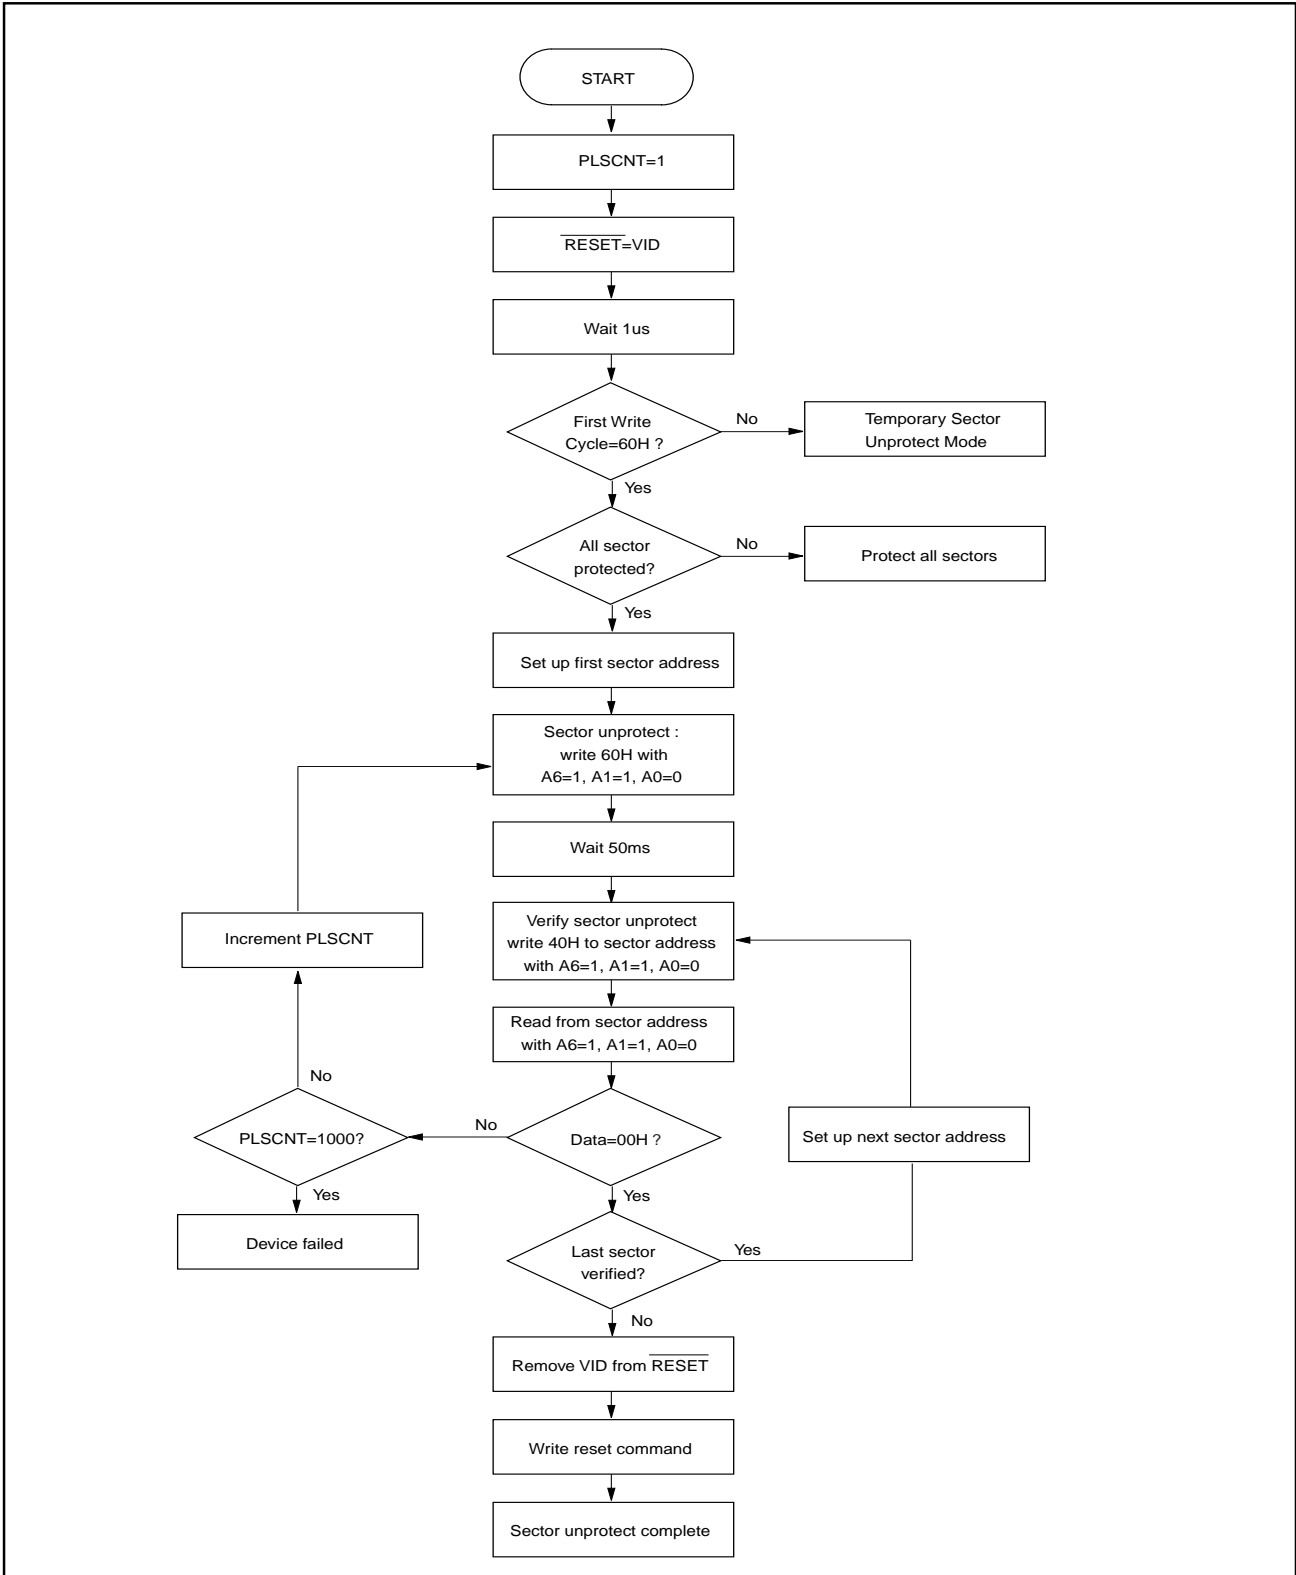 START
PLSCNT=1
RESET=VID
Wait 1us
First Write
Cycle=60H ?
No
Temporary Sector
Unprotect Mode
Yes
All sector
protected?
No
Protect all sectors
Yes
Set up first sector address
Sector unprotect :
write 60H with
A6=1, A1=1, A0=0
Wait 50ms
Increment PLSCNT
Verify sector unprotect
write 40H to sector address
with A6=1, A1=1, A0=0
Read from sector address
with A6=1, A1=1, A0=0
No
PLSCNT=1000?
No
Data=00H ?
Set up next sector address
Yes
Yes
Device failed
Last sector
verified?
Yes
No
Remove VID from RESET
Write reset command
Sector unprotect complete